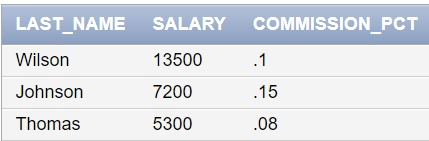 LAST_NAME SALARY COMMISSION_PCT
Wilson 13500 .1
Johnson 7200 .15
Thomas 5300 .08